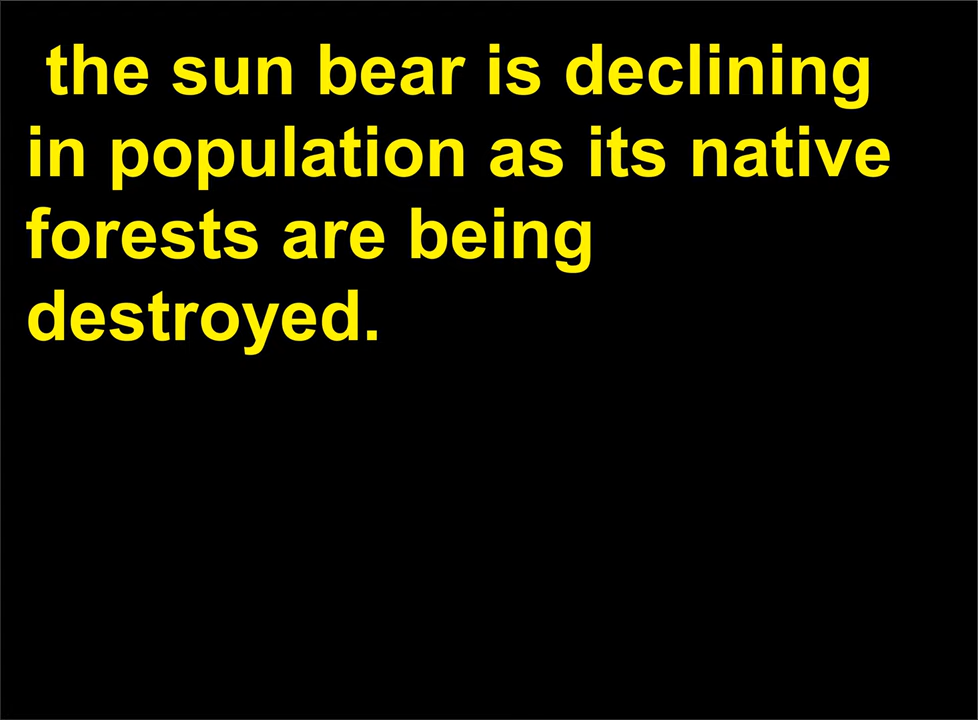 the sun bear is declining
in population as its native
forests are being
destroyed.